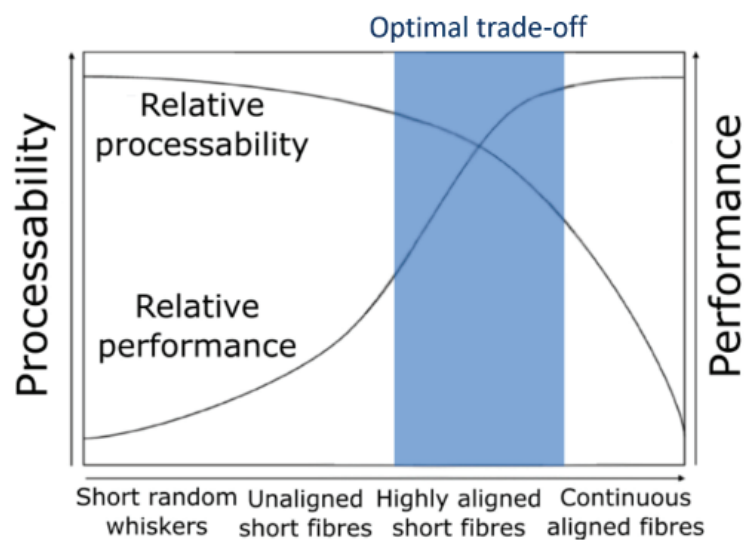 Optimal trade-off
Processability
Relative
processability
Relative
performance
Performance
Short random
whiskers
Unaligned
short fibres
Highly aligned
short fibres
Continuous
aligned fibres